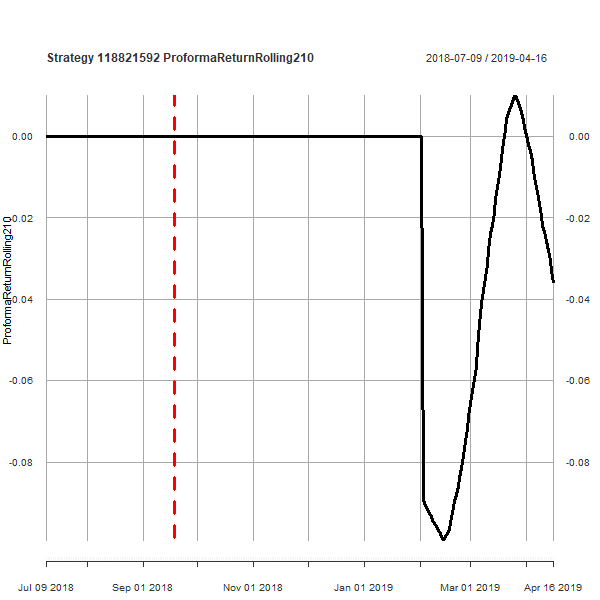 Strategy 118821592 ProformaReturnRolling210
2018-07-09 / 2019-04-16
ProformaReturnRolling210
0.00
-0.02
-0.04
-0.06
-0.08
0.00
-0.02
-0.04
-0.06
-0.08
Jul 09 2018 Sep 01 2018 Nov 01 2018 Jan 01 2019 Mar 01 2019 Apr 16 2019